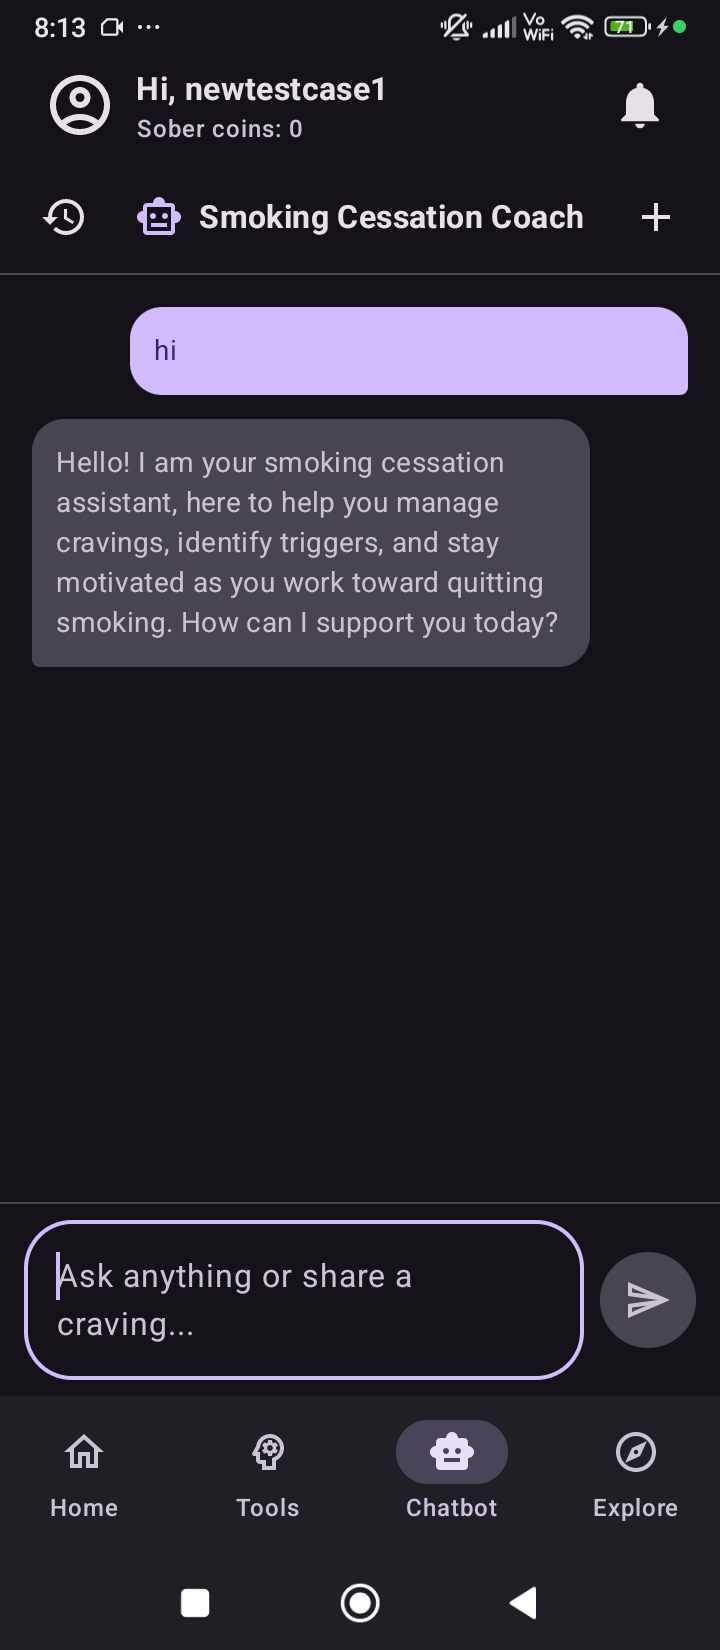 8:13
Vo
WiFi
71
Hi, newtestcase1
Sober coins: 0
Smoking Cessation Coach
hi
Hello! I am your smoking cessation
assistant, here to help you manage
cravings, identify triggers, and stay
motivated as you work toward quitting
smoking. How can I support you today?
Ask anything or share a
craving...
Home
Tools
Chatbot
Explore